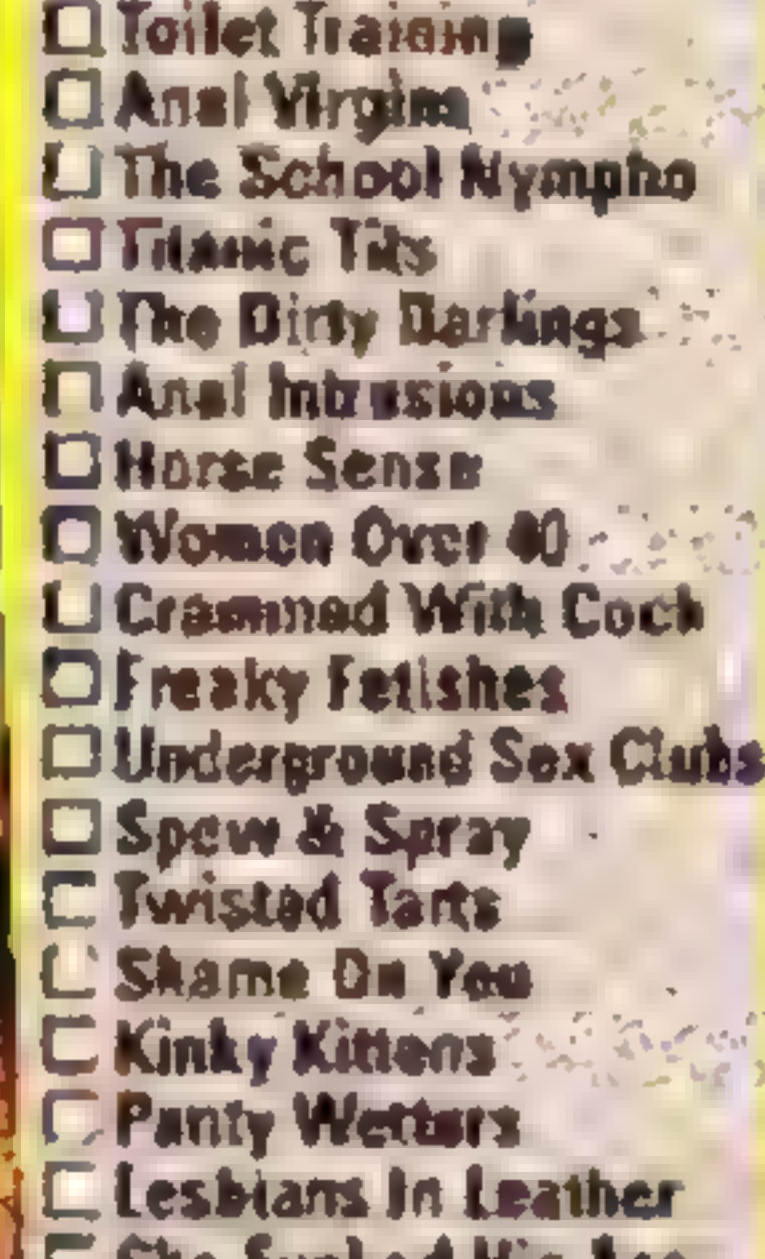 Toilet Training
Anal Virgins
The School Nympho
Titanic Tits
The Dirty Darlings
Anal Intrusions
Horse Sense
Women Over 40
Crammed With Cock
Freaky Fetishes
Underground Sex Clubs
Spew & Spray
Twisted Tarts
Shame On You
Kinky Kittens
Panty Wetters
Lesbians In Leather